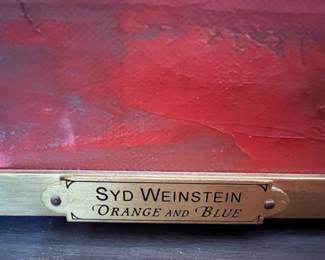 Syd Weinstein
Orange and Blue